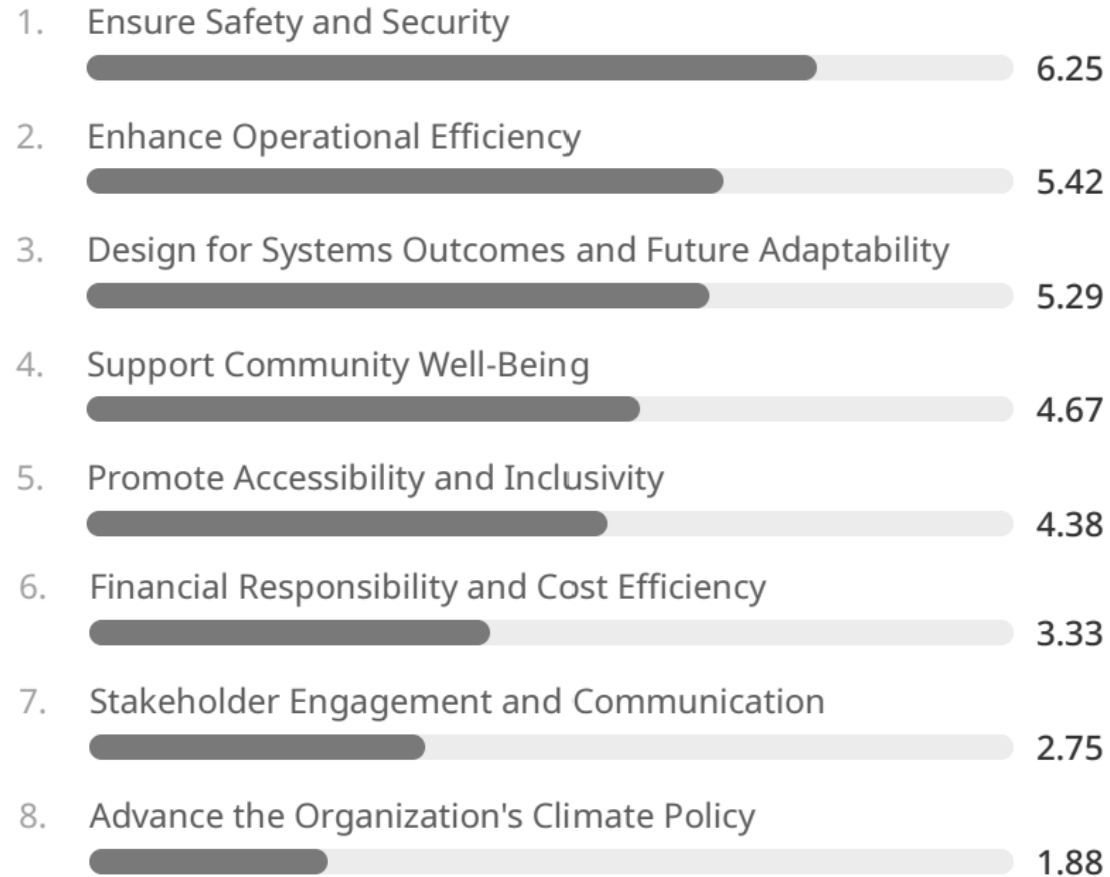 1. Ensure Safety and Security
6.25
2. Enhance Operational Efficiency
5.42
3. Design for Systems Outcomes and Future Adaptability
5.29
4. Support Community Well-Being
4.67
5. Promote Accessibility and Inclusivity
4.38
6. Financial Responsibility and Cost Efficiency
3.33
7. Stakeholder Engagement and Communication
2.75
8. Advance the Organization's Climate Policy
1.88